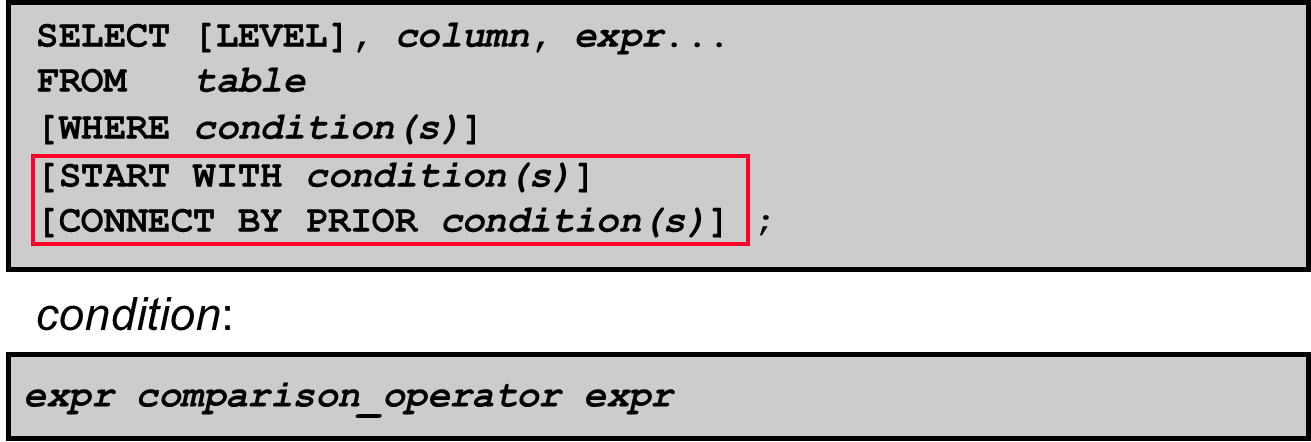 SELECT [LEVEL], column, expr...
FROM table
[WHERE condition(s)]
[START WITH condition(s)]
[CONNECT BY PRIOR condition(s)] ;
condition:
expr comparison_operator expr